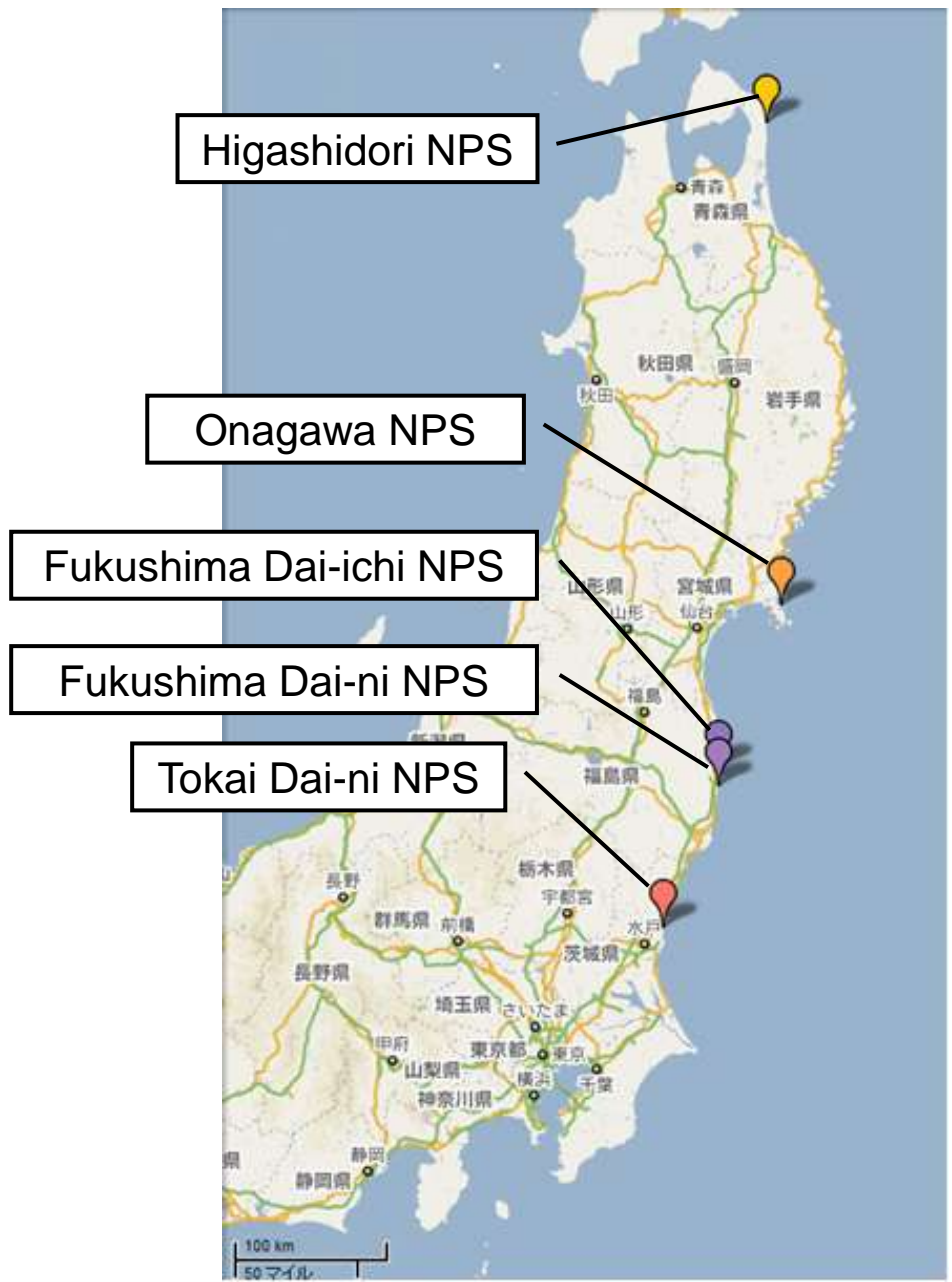 Higashidori NPS
青森
青森県
秋田県
盛岡
秋田
岩手県
Onagawa NPS
Fukushima Dai-ichi NPS
山形県
宮城県
山形
仙台
Fukushima Dai-ni NPS
福島
福島県
Tokai Dai-ni NPS
栃木県
長野
宇都宮
群馬県
前橋
水戸
茨城県
長野県
埼玉県
さいたま
甲府
東京都
東京
山梨県
横浜
千葉
神奈川県
静岡
静岡県
県
100 km
50 マイル